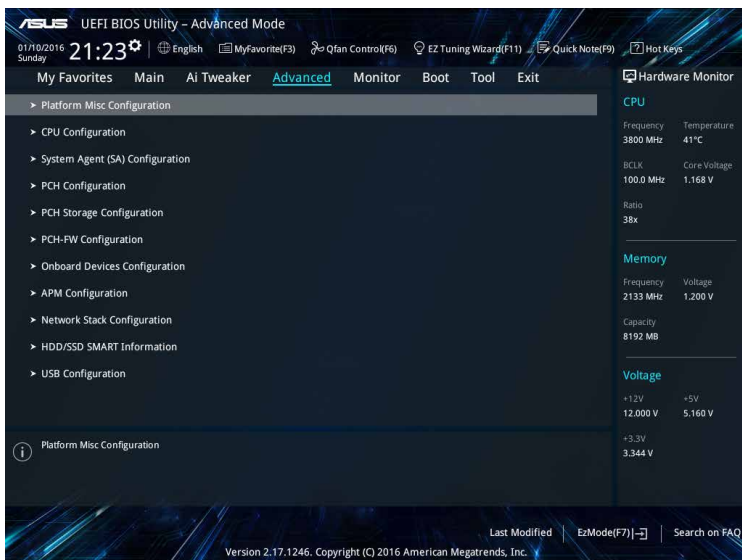 ASUS UEFI BIOS Utility – Advanced Mode
01/10/2016 Sunday 21:23 English MyFavorite(F3) Qfan Control(F6) EZ Tuning Wizard(F11) Quick Note(F9) ? Hot Keys
My Favorites Main Ai Tweaker Advanced Monitor Boot Tool Exit
> Platform Misc Configuration
> CPU Configuration
> System Agent (SA) Configuration
> PCH Configuration
> PCH Storage Configuration
> PCH-FW Configuration
> Onboard Devices Configuration
> APM Configuration
> Network Stack Configuration
> HDD/SSD SMART Information
> USB Configuration
Platform Misc Configuration
Hardware Monitor
CPU
Frequency Temperature
3800 MHz 41°C
BCLK Core Voltage
100.0 MHz 1.168 V
Ratio
38x
Memory
Frequency Voltage
2133 MHz 1.200 V
Capacity
8192 MB
Voltage
+12V +5V
12.000 V 5.160 V
+3.3V
3.344 V
Last Modified EzMode(F7) Search on FAQ
Version 2.17.1246. Copyright (C) 2016 American Megatrends, Inc.